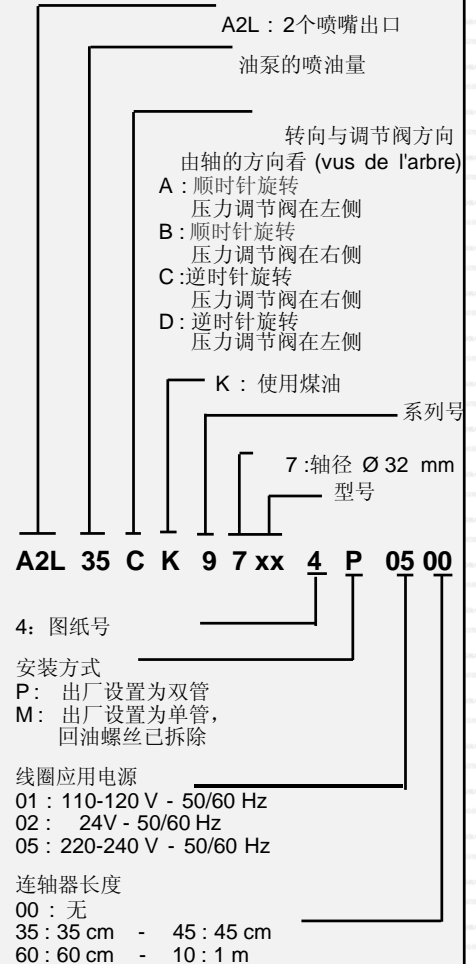 A2L : 2个喷嘴出口
油泵的喷油量
转向与调节阀方向
由轴的方向看 (vus de l'arbre)
A : 顺时针旋转
压力调节阀在左侧
B : 顺时针旋转
压力调节阀在右侧
C :逆时针旋转
压力调节阀在右侧
D : 逆时针旋转
压力调节阀在左侧
K : 使用煤油
系列号
7 :轴径 Ø 32 mm
型号
A2L 35 C K 9 7 xx 4 P 05 00
4: 图纸号
安装方式
P : 出厂设置为双管
M : 出厂设置为单管,
回油螺丝已拆除
线圈应用电源
01 : 110-120 V - 50/60 Hz
02 : 24V - 50/60 Hz
05 : 220-240 V - 50/60 Hz
连轴器长度
00 : 无
35 : 35 cm - 45 : 45 cm
60 : 60 cm - 10 : 1 m